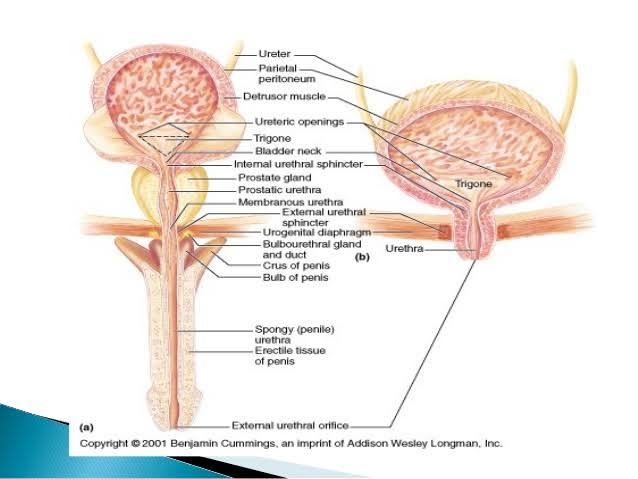 Ureter
Parietal
peritoneum
Detrusor muscle
Ureteric openings
Trigone
Bladder neck
Internal urethral sphincter
Prostate gland
Prostatic urethra
Membranous urethra
External urethral
sphincter
Urogenital diaphragm
Bulbourethral gland
and duct
Crus of penis
Bulb of penis
Spongy (penile)
urethra
Erectile tissue
of penis
External urethral orifice
(a)
Trigone
Urethra
(b)
Copyright © 2001 Benjamin Cummings, an imprint of Addison Wesley Longman, Inc.